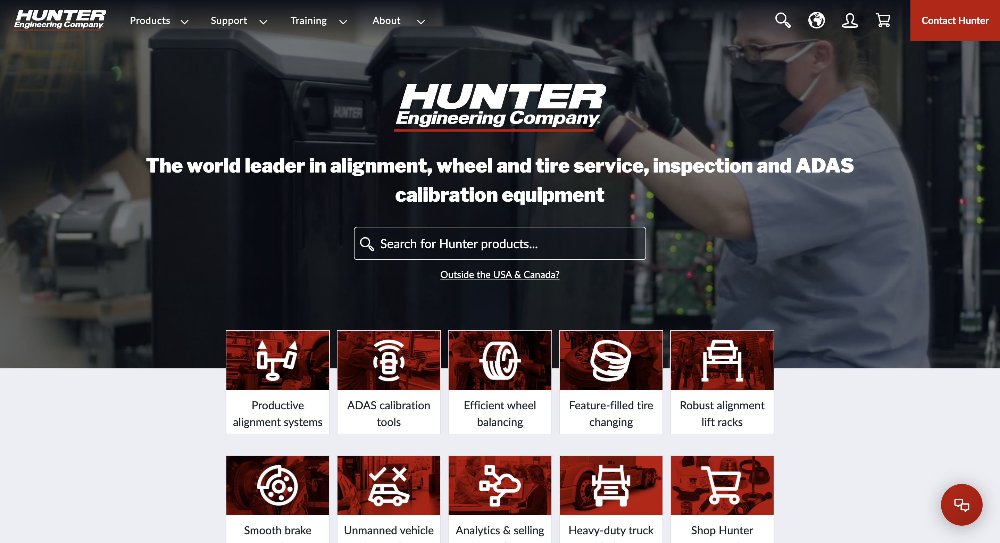 HUNTER
Engineering Company
Products
Support
Training
About
Contact Hunter
HUNTER
HUNTER
Engineering Company®
The world leader in alignment, wheel and tire service, inspection and ADAS
calibration equipment
Search for Hunter products...
Outside the USA & Canada?
Productive
alignment systems
ADAS calibration
tools
Efficient wheel
balancing
Feature-filled tire
changing
Robust alignment
lift racks
Smooth brake
Unmanned vehicle
Analytics & selling
Heavy-duty truck
Shop Hunter